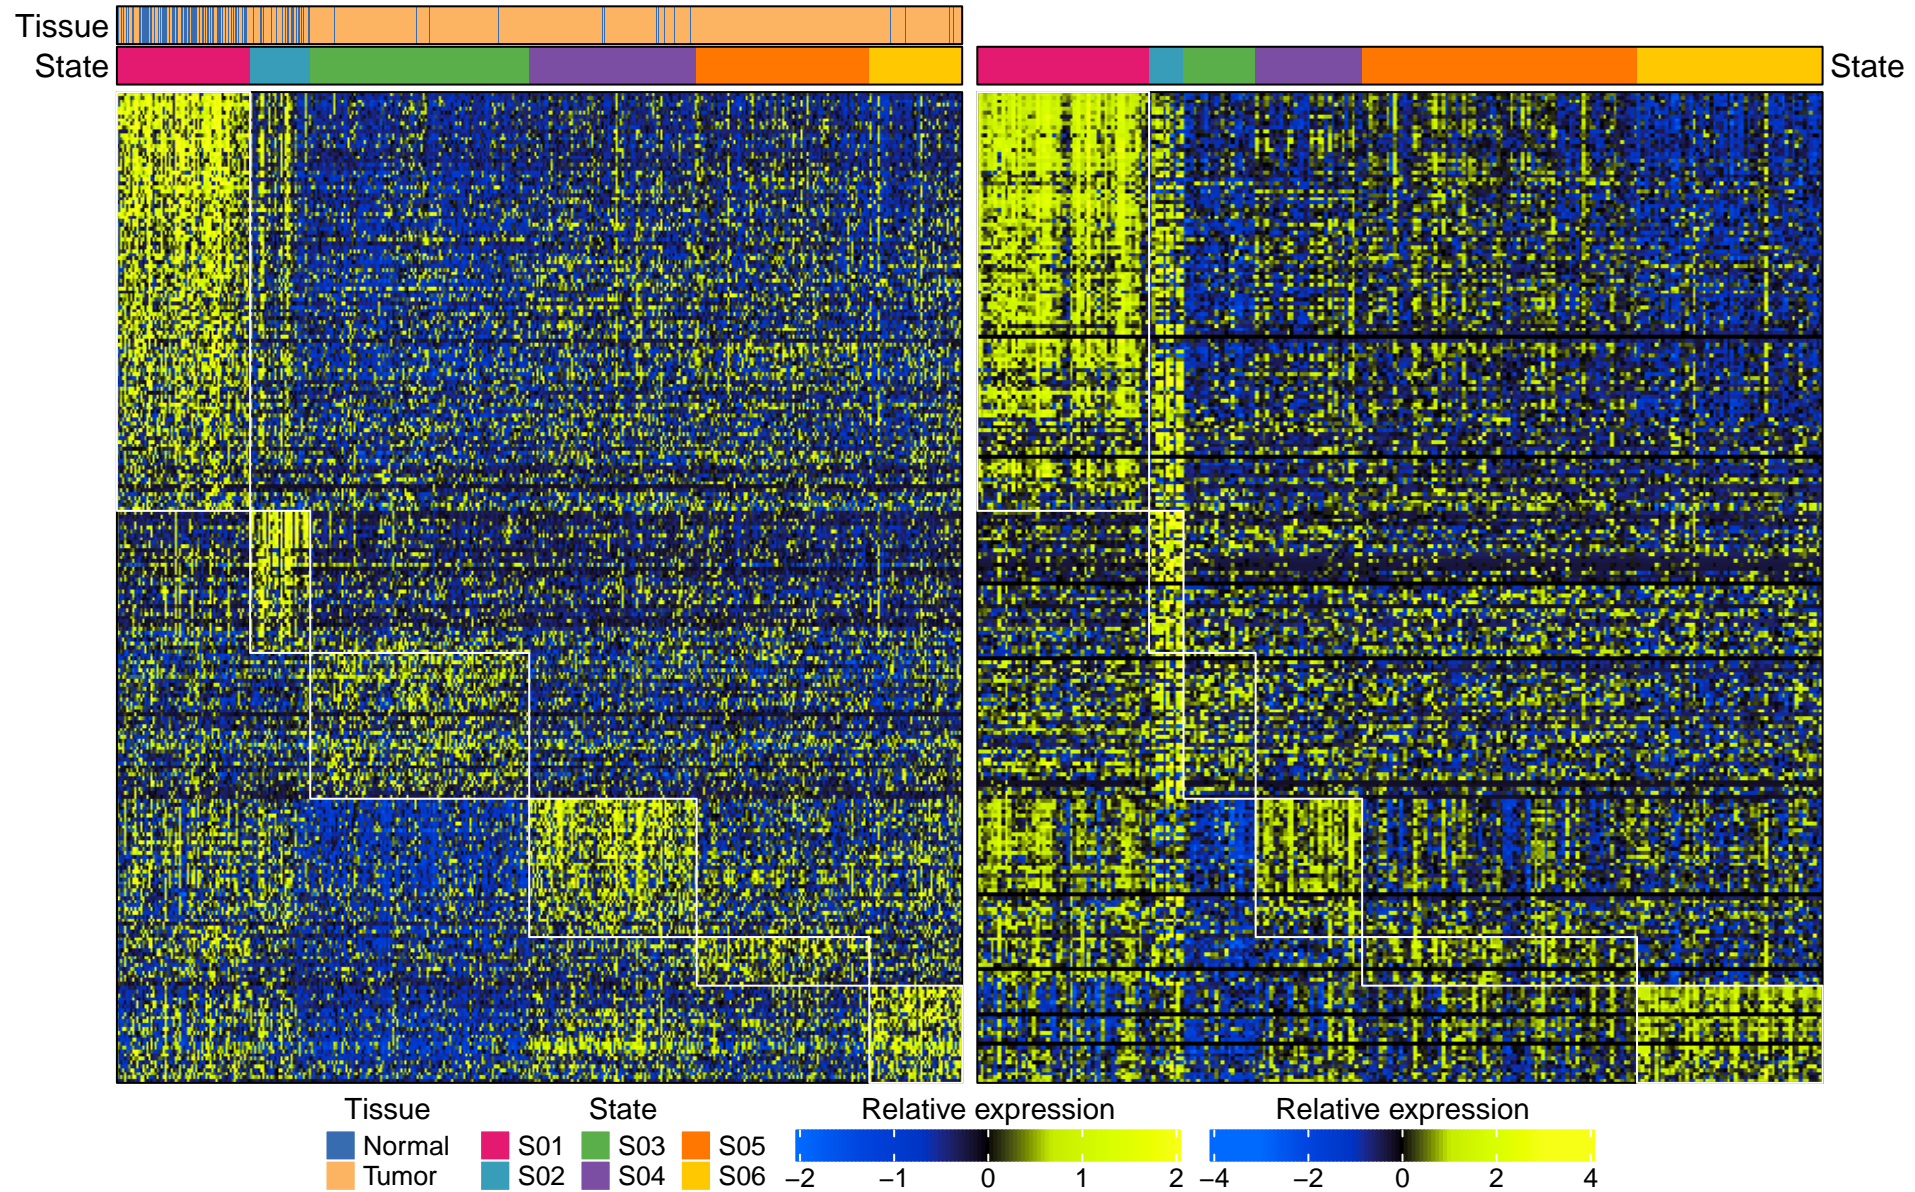 Tissue
State
State
Tissue State Relative expression Relative expression
Normal S01 S03 S05
Tumor S02 S04 S06
−2 −1 0 1 2 −4 −2 0 2 4